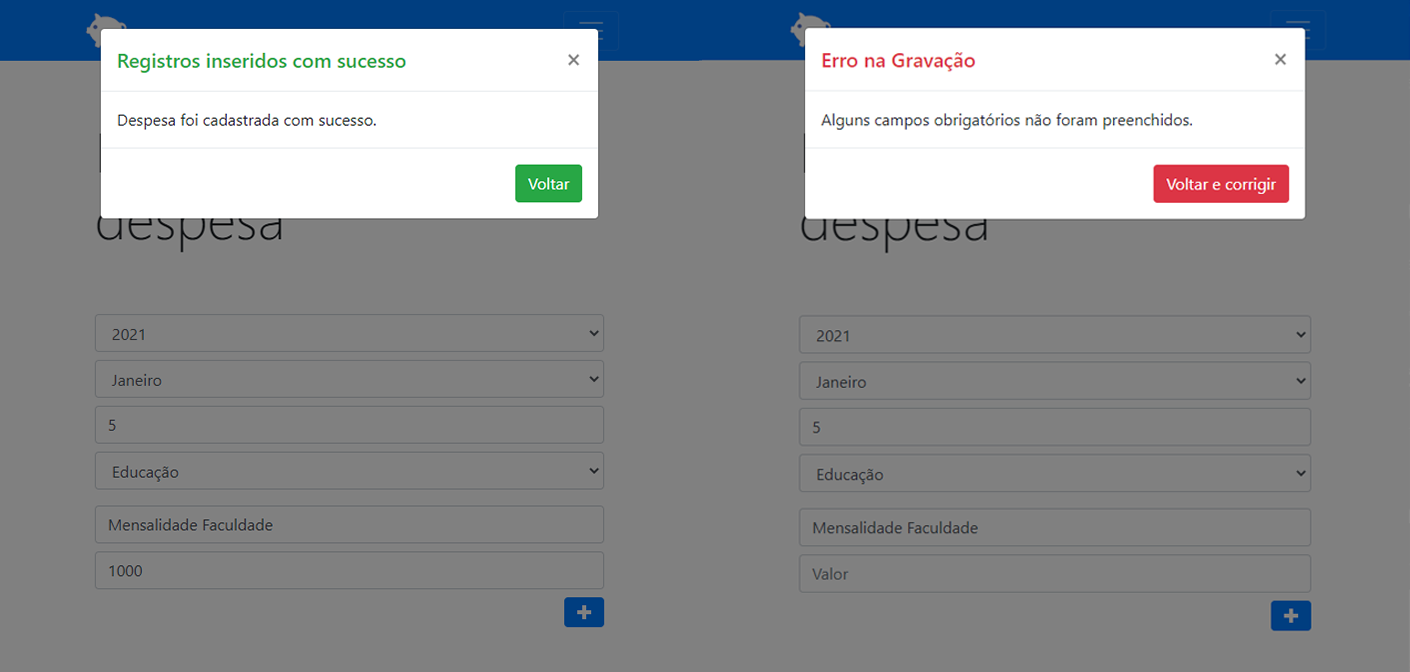 Registros inseridos com sucesso ×
Despesa foi cadastrada com sucesso.
Voltar
despesa
2021
Janeiro
5
Educação
Mensalidade Faculdade
1000
Erro na Gravação ×
Alguns campos obrigatórios não foram preenchidos.
Voltar e corrigir
despesa
2021
Janeiro
5
Educação
Mensalidade Faculdade
Valor